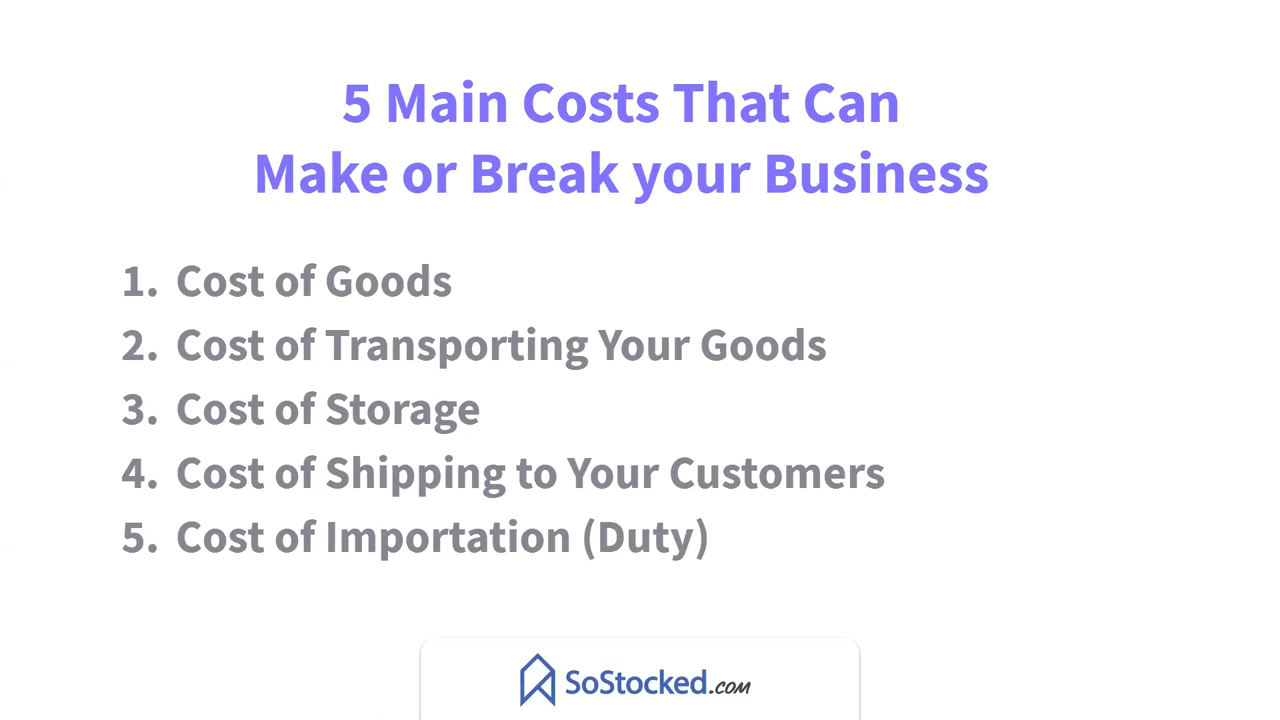 5 Main Costs That Can
Make or Break your Business
1. Cost of Goods
2. Cost of Transporting Your Goods
3. Cost of Storage
4. Cost of Shipping to Your Customers
5. Cost of Importation (Duty)
SoStocked.com